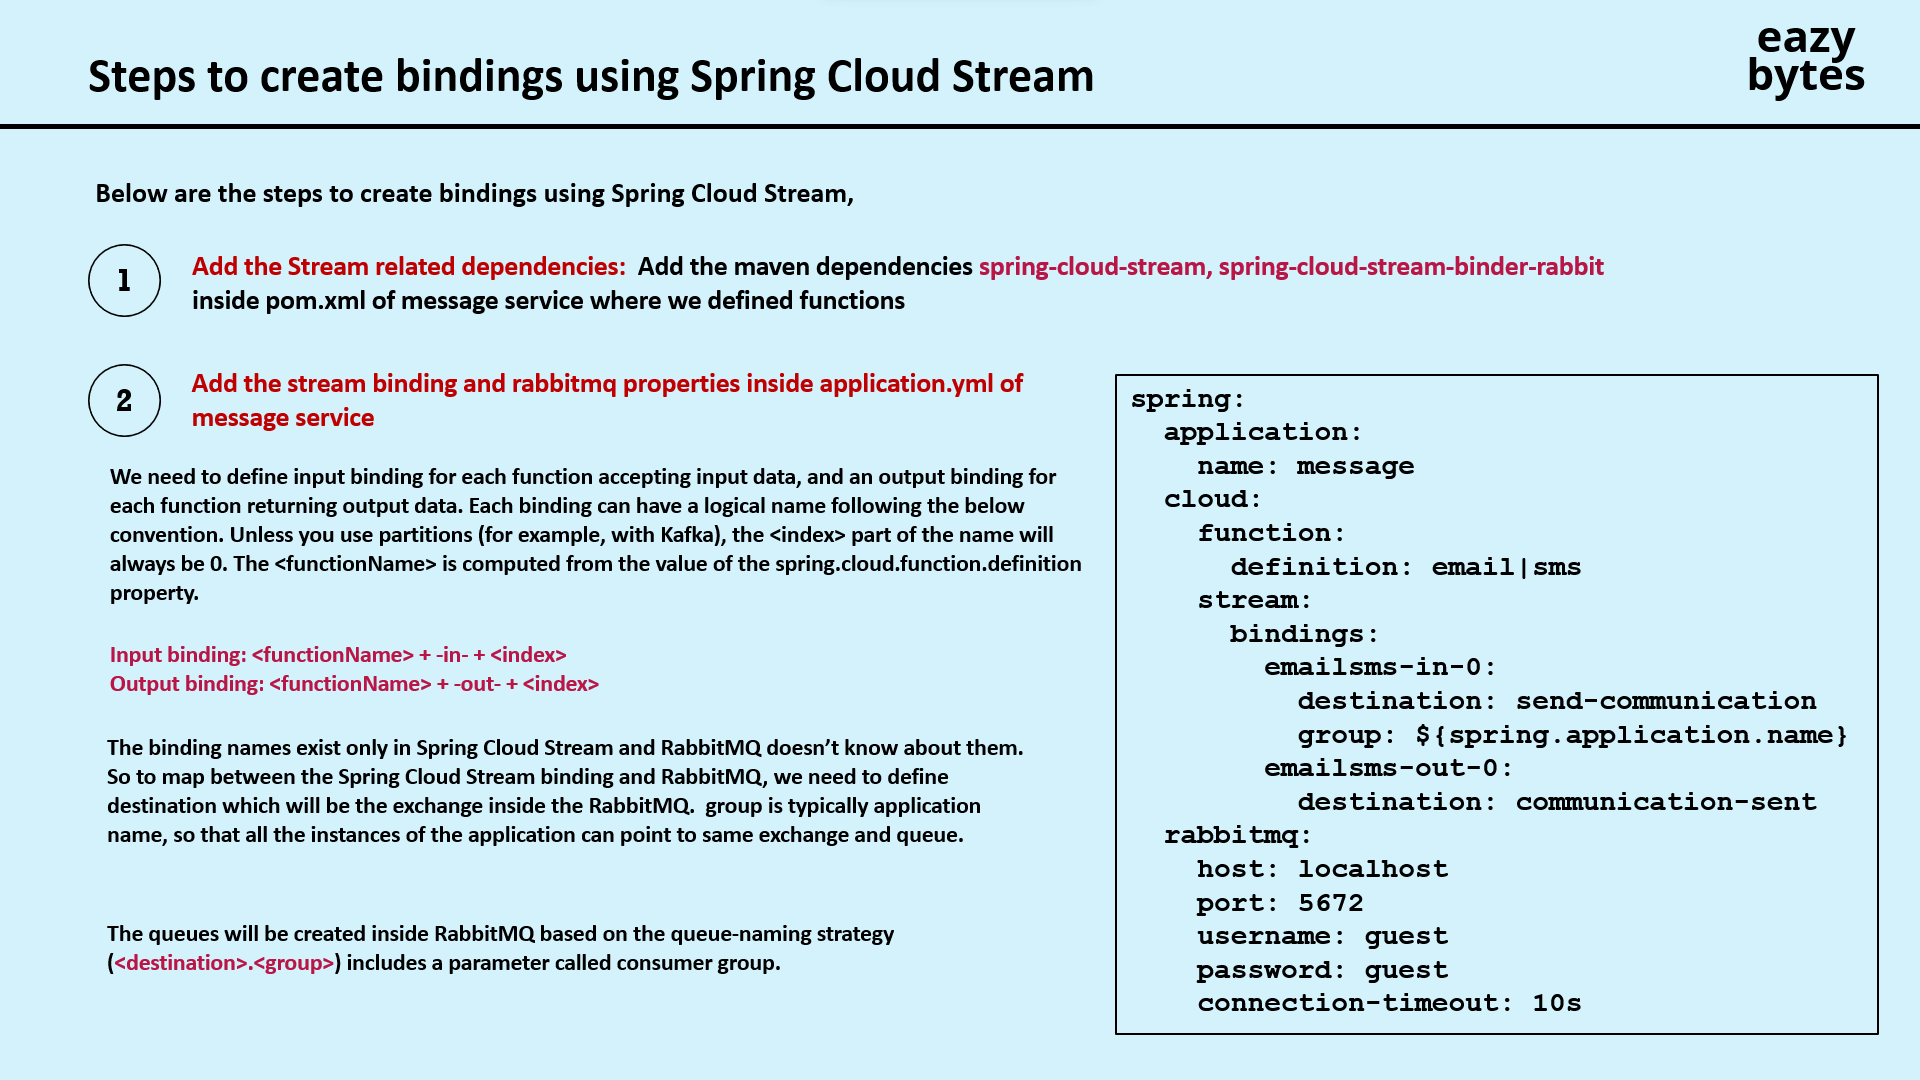 Steps to create bindings using Spring Cloud Stream
eazy
bytes
Below are the steps to create bindings using Spring Cloud Stream,
1
Add the Stream related dependencies: Add the maven dependencies spring-cloud-stream, spring-cloud-stream-binder-rabbit
inside pom.xml of message service where we defined functions
2
Add the stream binding and rabbitmq properties inside application.yml of
message service
We need to define input binding for each function accepting input data, and an output binding for
each function returning output data. Each binding can have a logical name following the below
convention. Unless you use partitions (for example, with Kafka), the <index> part of the name will
always be 0. The <functionName> is computed from the value of the spring.cloud.function.definition
property.
Input binding: <functionName> + -in- + <index>
Output binding: <functionName> + -out- + <index>
The binding names exist only in Spring Cloud Stream and RabbitMQ doesn’t know about them.
So to map between the Spring Cloud Stream binding and RabbitMQ, we need to define
destination which will be the exchange inside the RabbitMQ. group is typically application
name, so that all the instances of the application can point to same exchange and queue.
The queues will be created inside RabbitMQ based on the queue-naming strategy
(<destination>.<group>) includes a parameter called consumer group.
spring:
  application:
    name: message
  cloud:
    function:
      definition: email|sms
    stream:
      bindings:
        emailsms-in-0:
          destination: send-communication
          group: ${spring.application.name}
        emailsms-out-0:
          destination: communication-sent
  rabbitmq:
    host: localhost
    port: 5672
    username: guest
    password: guest
    connection-timeout: 10s